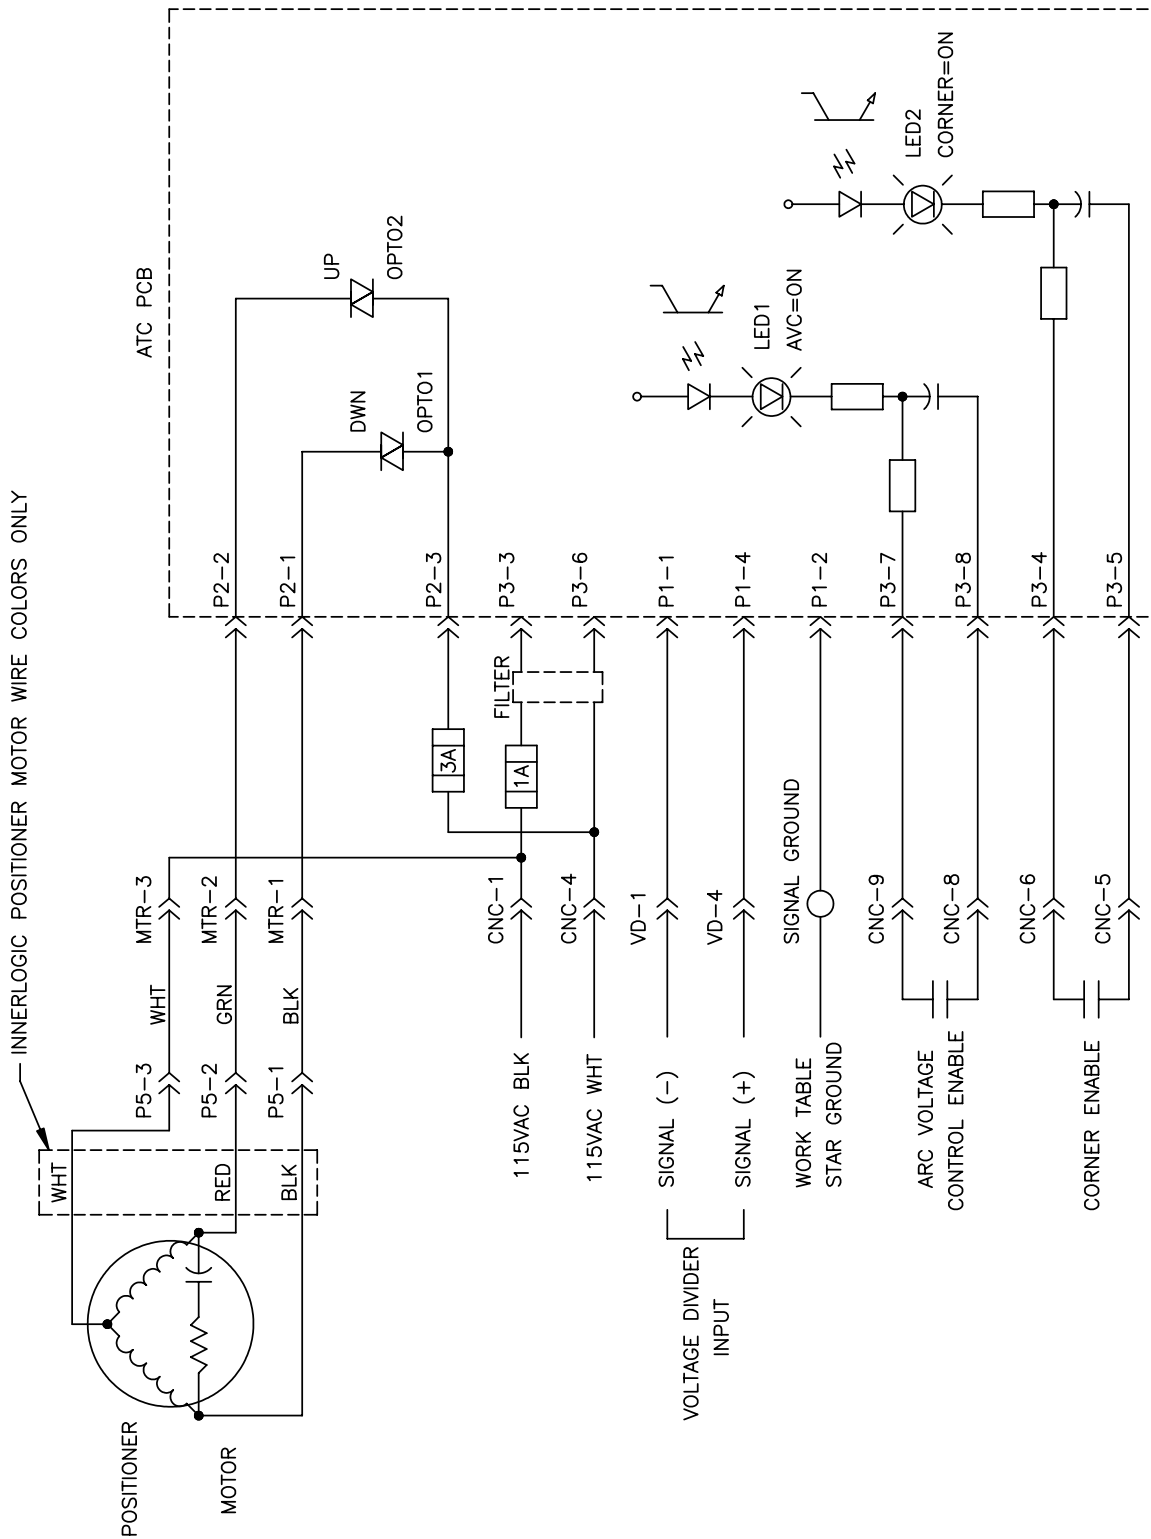 INNERLOGIC POSITIONER MOTOR WIRE COLORS ONLY
ATC PCB
POSITIONER
MOTOR
WHT
RED
BLK
P5-3
P5-2
P5-1
WHT
GRN
BLK
MTR-3
MTR-2
MTR-1
P2-2
P2-1
P2-3
UP
OPTO2
DWN
OPTO1
3A
1A
FILTER
P3-3
P3-6
115VAC BLK
CNC-1
115VAC WHT
CNC-4
VOLTAGE DIVIDER
INPUT
SIGNAL (-)
VD-1
P1-1
SIGNAL (+)
VD-4
P1-4
WORK TABLE
STAR GROUND
SIGNAL GROUND
P1-2
ARC VOLTAGE
CONTROL ENABLE
CNC-9
CNC-8
P3-7
P3-8
LED1
AVC=ON
CORNER ENABLE
CNC-6
CNC-5
P3-4
P3-5
LED2
CORNER=ON